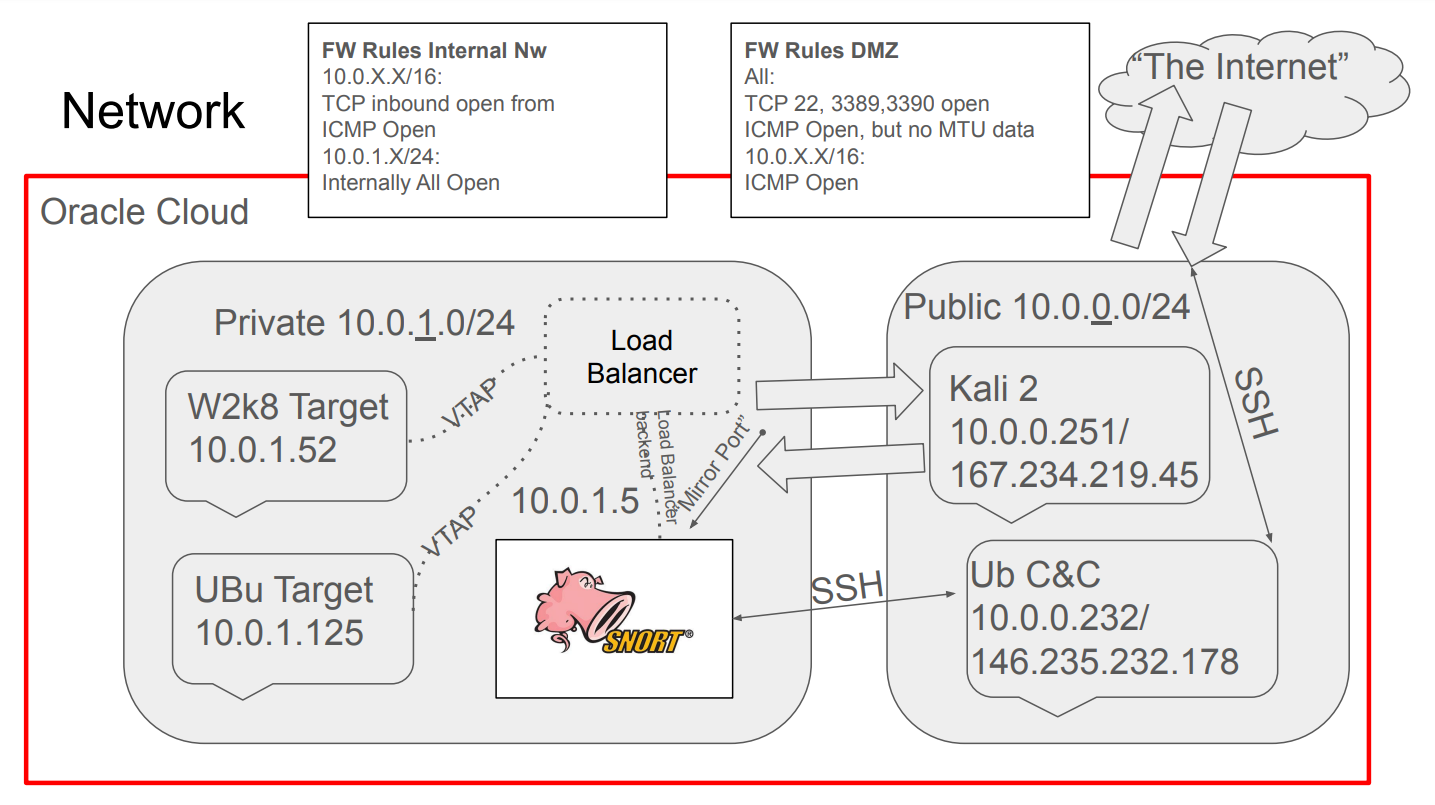 Network
FW Rules Internal Nw
10.0.X.X/16:
TCP inbound open from
ICMP Open
10.0.1.X/24:
Internally All Open
FW Rules DMZ
All:
TCP 22, 3389,3390 open
ICMP Open, but no MTU data
10.0.X.X/16:
ICMP Open
“The Internet”
Oracle Cloud
Private 10.0.1.0/24
Load
Balancer
W2k8 Target
10.0.1.52
VTAP
Load Balancer
backend
“Mirror Port”
10.0.1.5
VTAP
UBu Target
10.0.1.125
SNORT®
SSH
Public 10.0.0.0/24
Kali 2
10.0.0.251/
167.234.219.45
SSH
Ub C&C
10.0.0.232/
146.235.232.178